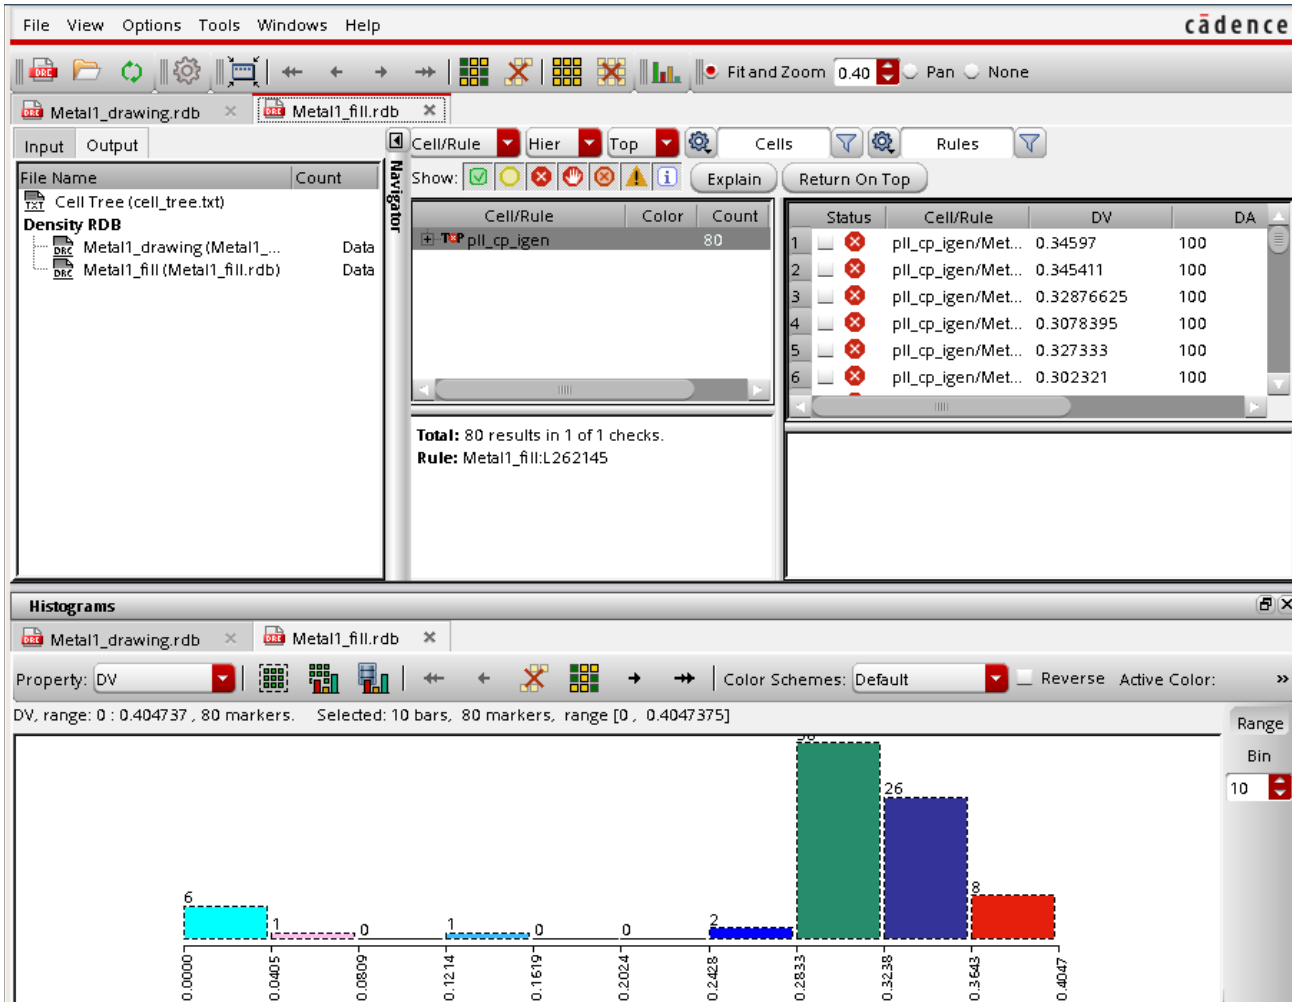 File View Options Tools Windows Help
cādence
Fit and Zoom 0.40 Pan None
Metal1_drawing.rdb Metal1_fill.rdb
Input Output
File Name Count
Cell Tree (cell_tree.txt)
Density RDB
Metal1_drawing (Metal1_... Data
Metal1_fill (Metal1_fill.rdb) Data
Navigator
Cell/Rule Hier Top Cells Rules
Show: Explain Return On Top
Cell/Rule Color Count
TOP pll_cp_igen 80
Total: 80 results in 1 of 1 checks.
Rule: Metal1_fill:L262145
Status Cell/Rule DV DA
1 pll_cp_igen/Met... 0.34597 100
2 pll_cp_igen/Met... 0.345411 100
3 pll_cp_igen/Met... 0.32876625 100
4 pll_cp_igen/Met... 0.3078395 100
5 pll_cp_igen/Met... 0.327333 100
6 pll_cp_igen/Met... 0.302321 100
Histograms
Metal1_drawing.rdb Metal1_fill.rdb
Property: DV Color Schemes: Default Reverse Active Color: »
DV, range: 0 : 0.404737 , 80 markers. Selected: 10 bars, 80 markers, range [0 , 0.4047375]
Range
Bin
10
6 1 0 1 0 0 2 26 8
0.0000 0.0405 0.0809 0.1214 0.1619 0.2024 0.2428 0.2833 0.3238 0.3643 0.4047